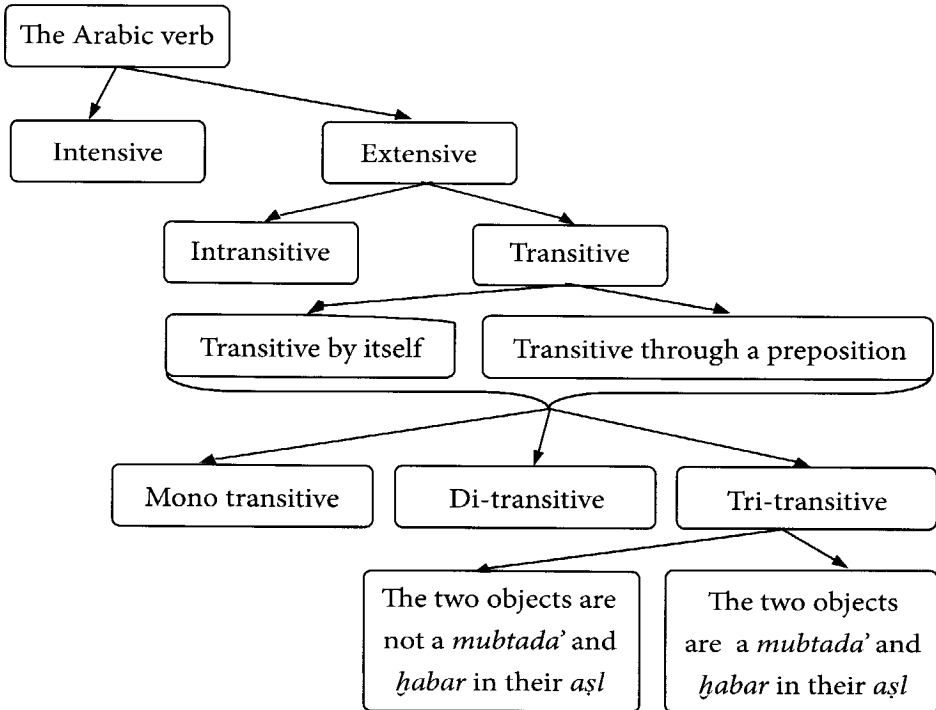 The Arabic verb
Intensive
Extensive
Intransitive
Transitive
Transitive by itself
Transitive through a preposition
Mono transitive
Di-transitive
Tri-transitive
The two objects are
not a mubtada’ and
ḫabar in their aṣl
The two objects
are a mubtada’ and
ḫabar in their aṣl